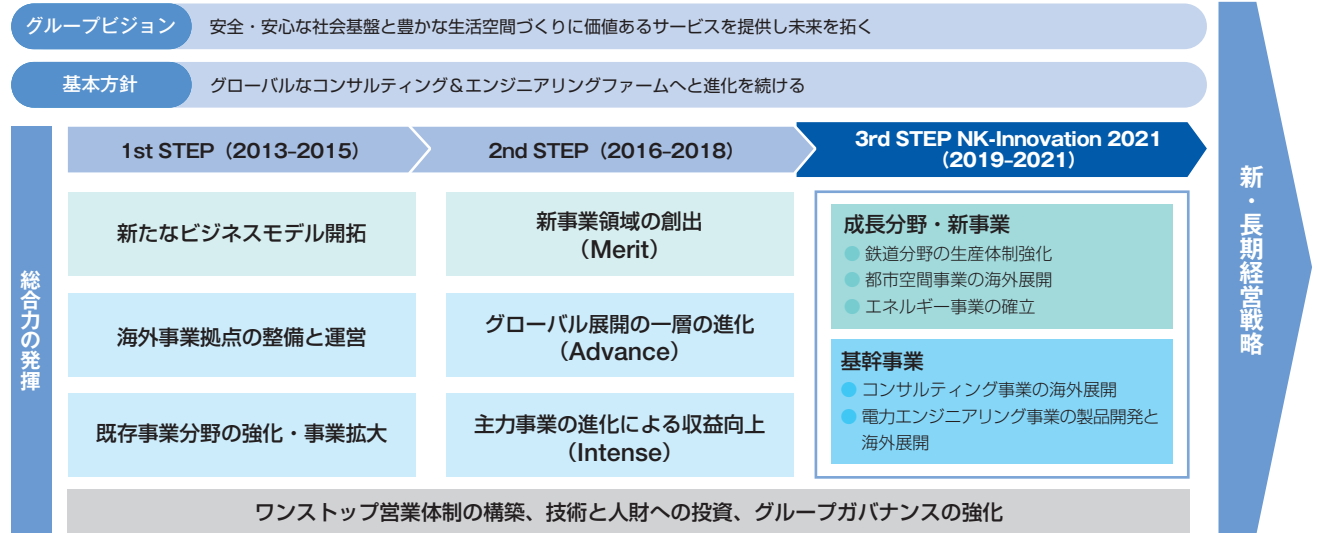 グループビジョン
安全・安心な社会基盤と豊かな生活空間づくりに価値あるサービスを提供し未来を拓く
基本方針
グローバルなコンサルティング&エンジニアリングファームへと進化を続ける
総合力の発揮
1st STEP（2013-2015）
2nd STEP（2016-2018）
3rd STEP NK-Innovation 2021
（2019-2021）
新たなビジネスモデル開拓
海外事業拠点の整備と運営
既存事業分野の強化・事業拡大
新事業領域の創出
（Merit）
グローバル展開の一層の進化
（Advance）
主力事業の進化による収益向上
（Intense）
成長分野・新事業
● 鉄道分野の生産体制強化
● 都市空間事業の海外展開
● エネルギー事業の確立
基幹事業
● コンサルティング事業の海外展開
● 電力エンジニアリング事業の製品開発と
海外展開
ワンストップ営業体制の構築、技術と人財への投資、グループガバナンスの強化
新・長期経営戦略